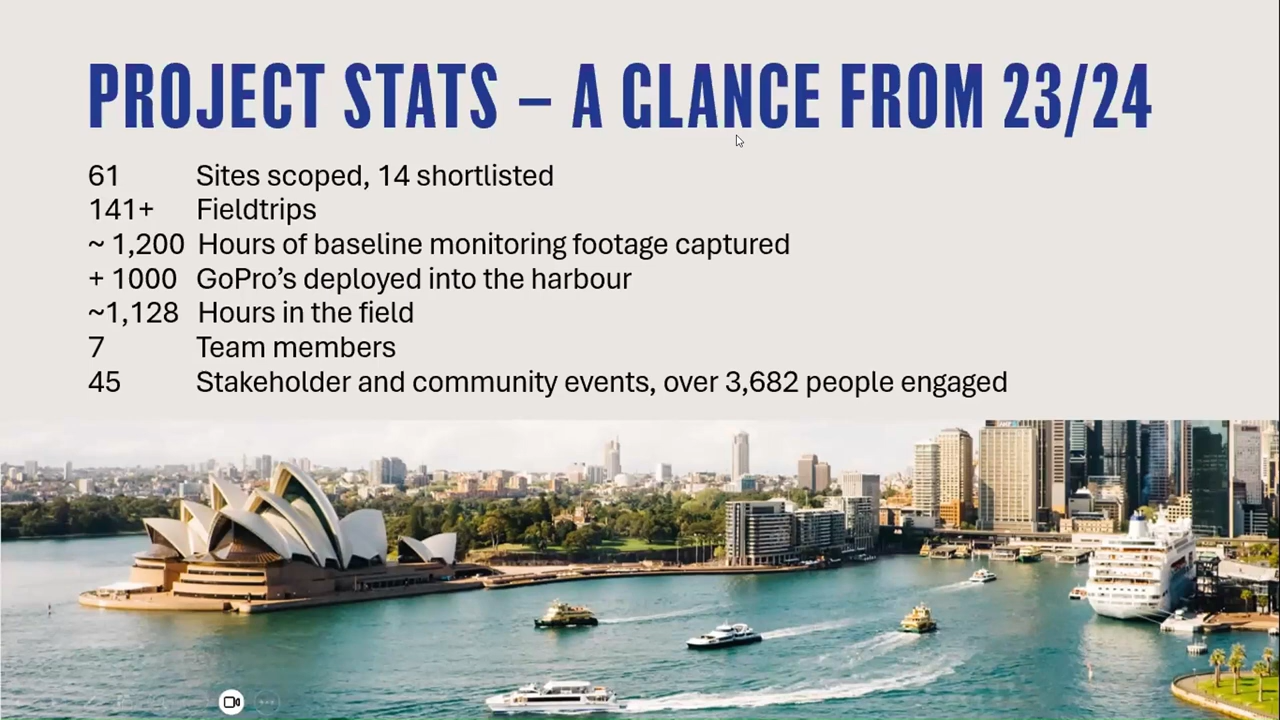 PROJECT STATS – A GLANCE FROM 23/24
61 Sites scoped, 14 shortlisted
141+ Fieldtrips
~ 1,200 Hours of baseline monitoring footage captured
+ 1000 GoPro’s deployed into the harbour
~1,128 Hours in the field
7 Team members
45 Stakeholder and community events, over 3,682 people engaged